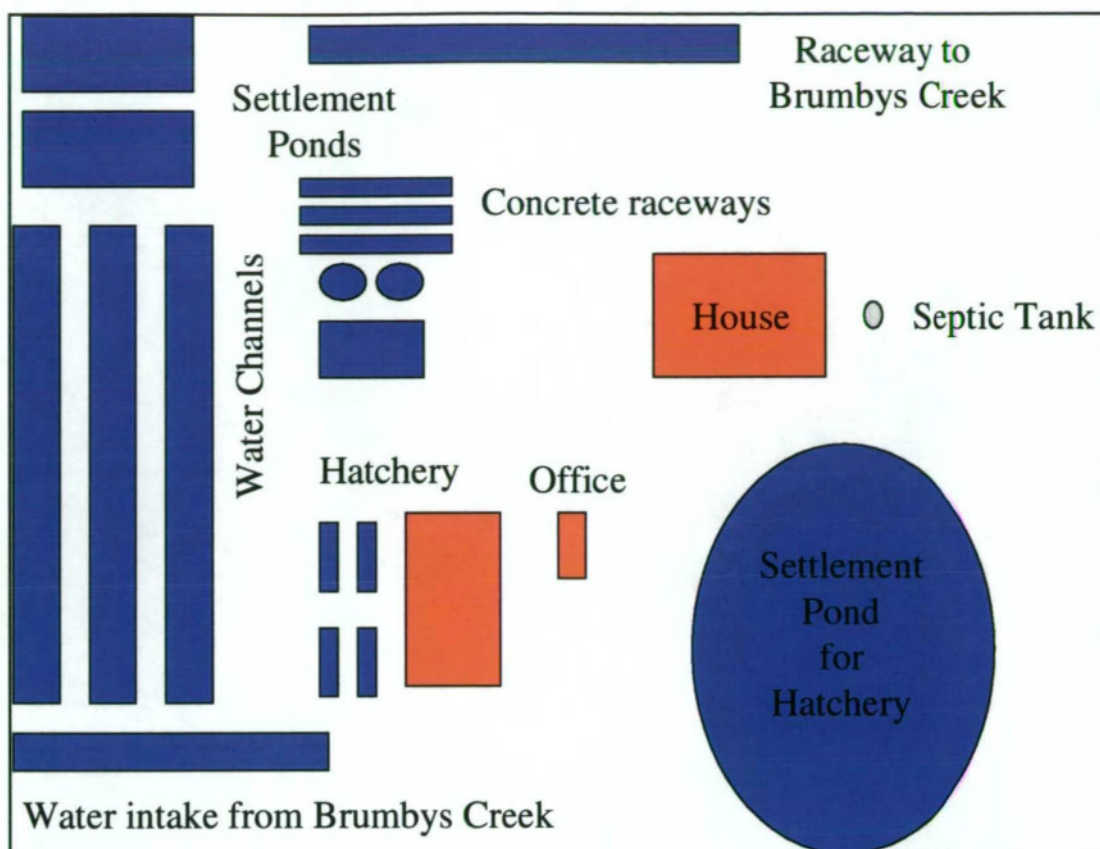 Raceway to
Brumbys Creek
Settlement
Ponds
Concrete raceways
Water Channels
House
Septic Tank
Hatchery
Office
Settlement
Pond
for
Hatchery
Water intake from Brumbys Creek